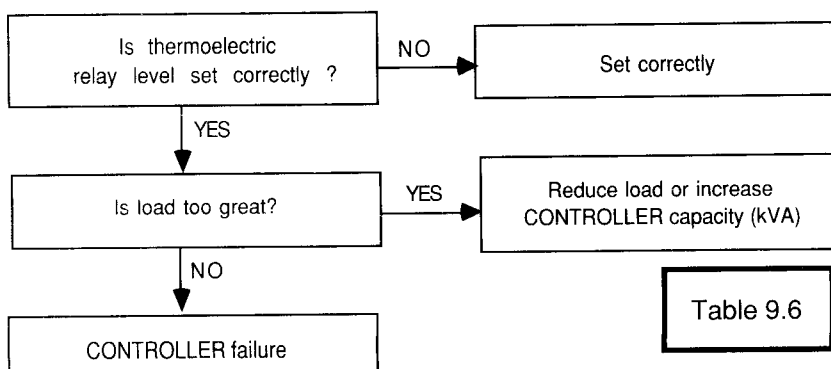 Is thermoelectric
relay level set correctly ?
NO
Set correctly
YES
Is load too great?
YES
Reduce load or increase
CONTROLLER capacity (kVA)
NO
CONTROLLER failure
Table 9.6